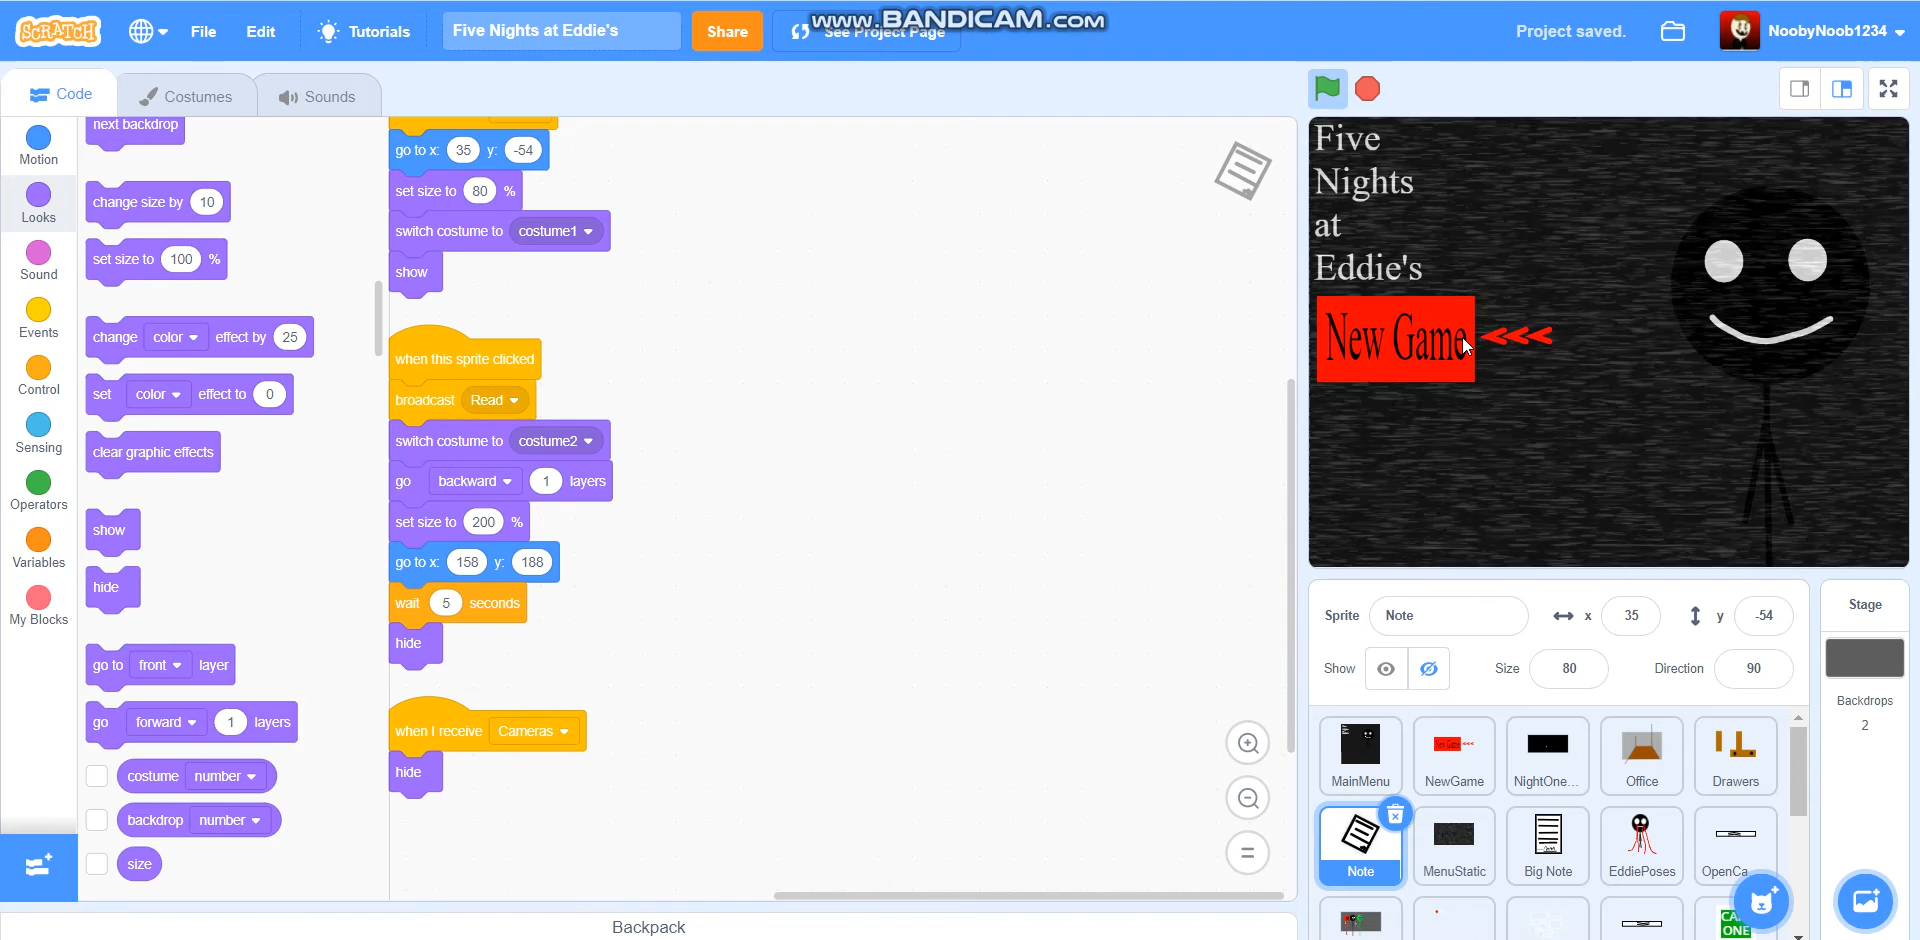 SCRATCH
File
Edit
Tutorials
Five Nights at Eddie's
Share
See Project Page
www.BANDICAM.com
Project saved.
NoobyNoob1234
Code
Costumes
Sounds
Motion
Looks
Sound
Events
Control
Sensing
Operators
Variables
My Blocks
next backdrop
change size by 10
set size to 100 %
change color effect by 25
set color effect to 0
clear graphic effects
show
hide
go to front layer
go forward 1 layers
costume number
backdrop number
size
go to x: 35 y: -54
set size to 80 %
switch costume to costume1
show
when this sprite clicked
broadcast Read
switch costume to costume2
go backward 1 layers
set size to 200 %
go to x: 158 y: 188
wait 5 seconds
hide
when I receive Cameras
hide
Backpack
Five
Nights
at
Eddie's
New Game <<<
Sprite Note x 35 y -54
Show Size 80 Direction 90
Stage
Backdrops
2
MainMenu
NewGame
NightOne...
Office
Drawers
Note
MenuStatic
Big Note
EddiePoses
OpenCa...
CA
ONE